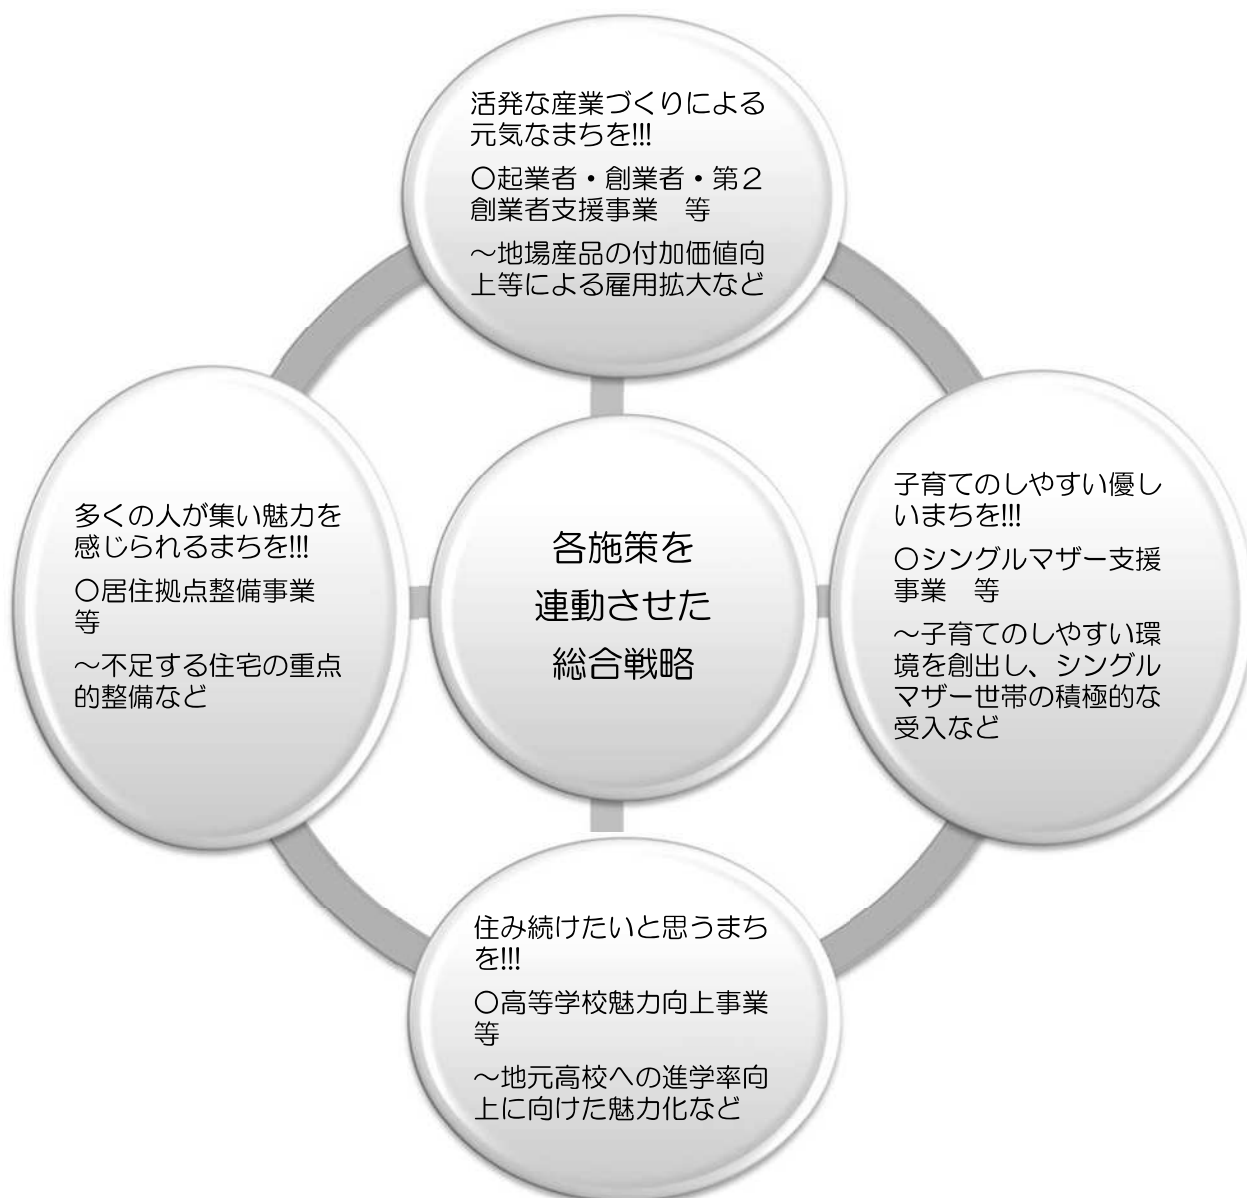 活発な産業づくりによる
元気なまちを!!!
○起業者・創業者・第２
創業者支援事業　等
～地場産品の付加価値向
上等による雇用拡大など
多くの人が集い魅力を
感じられるまちを!!!
○居住拠点整備事業
等
～不足する住宅の重点
的整備など
各施策を
連動させた
総合戦略
子育てのしやすい優し
いまちを!!!
○シングルマザー支援
事業　等
～子育てのしやすい環
境を創出し、シングル
マザー世帯の積極的な
受入など
住み続けたいと思うまち
を!!!
○高等学校魅力向上事業
等
～地元高校への進学率向
上に向けた魅力化など